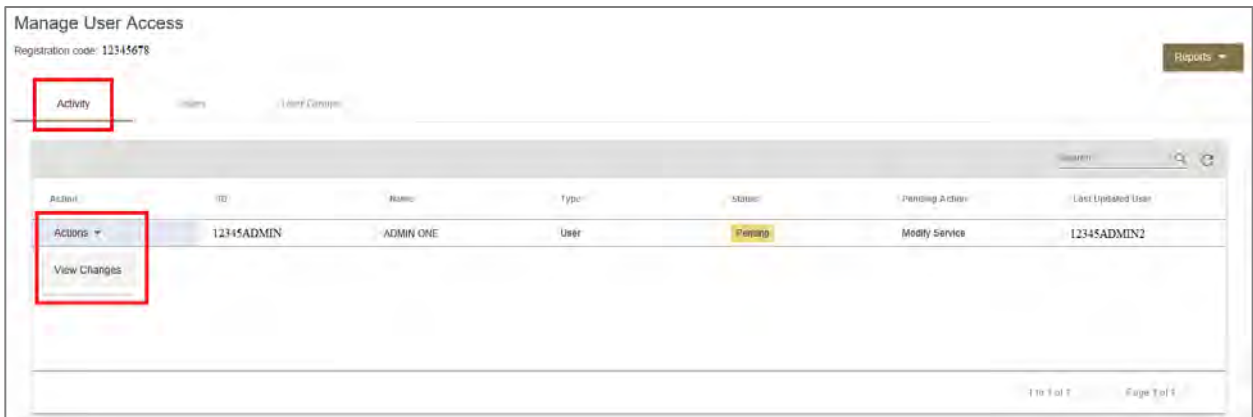 Manage User Access
Registration code: 12345678
Reports
Activity Users User Groups
Search
Action ID Name Type Status Pending Action Last Updated User
Actions 12345ADMIN ADMIN ONE User Pending Modify Service 12345ADMIN2
View Changes
1 to 1 of 1 Page 1 of 1